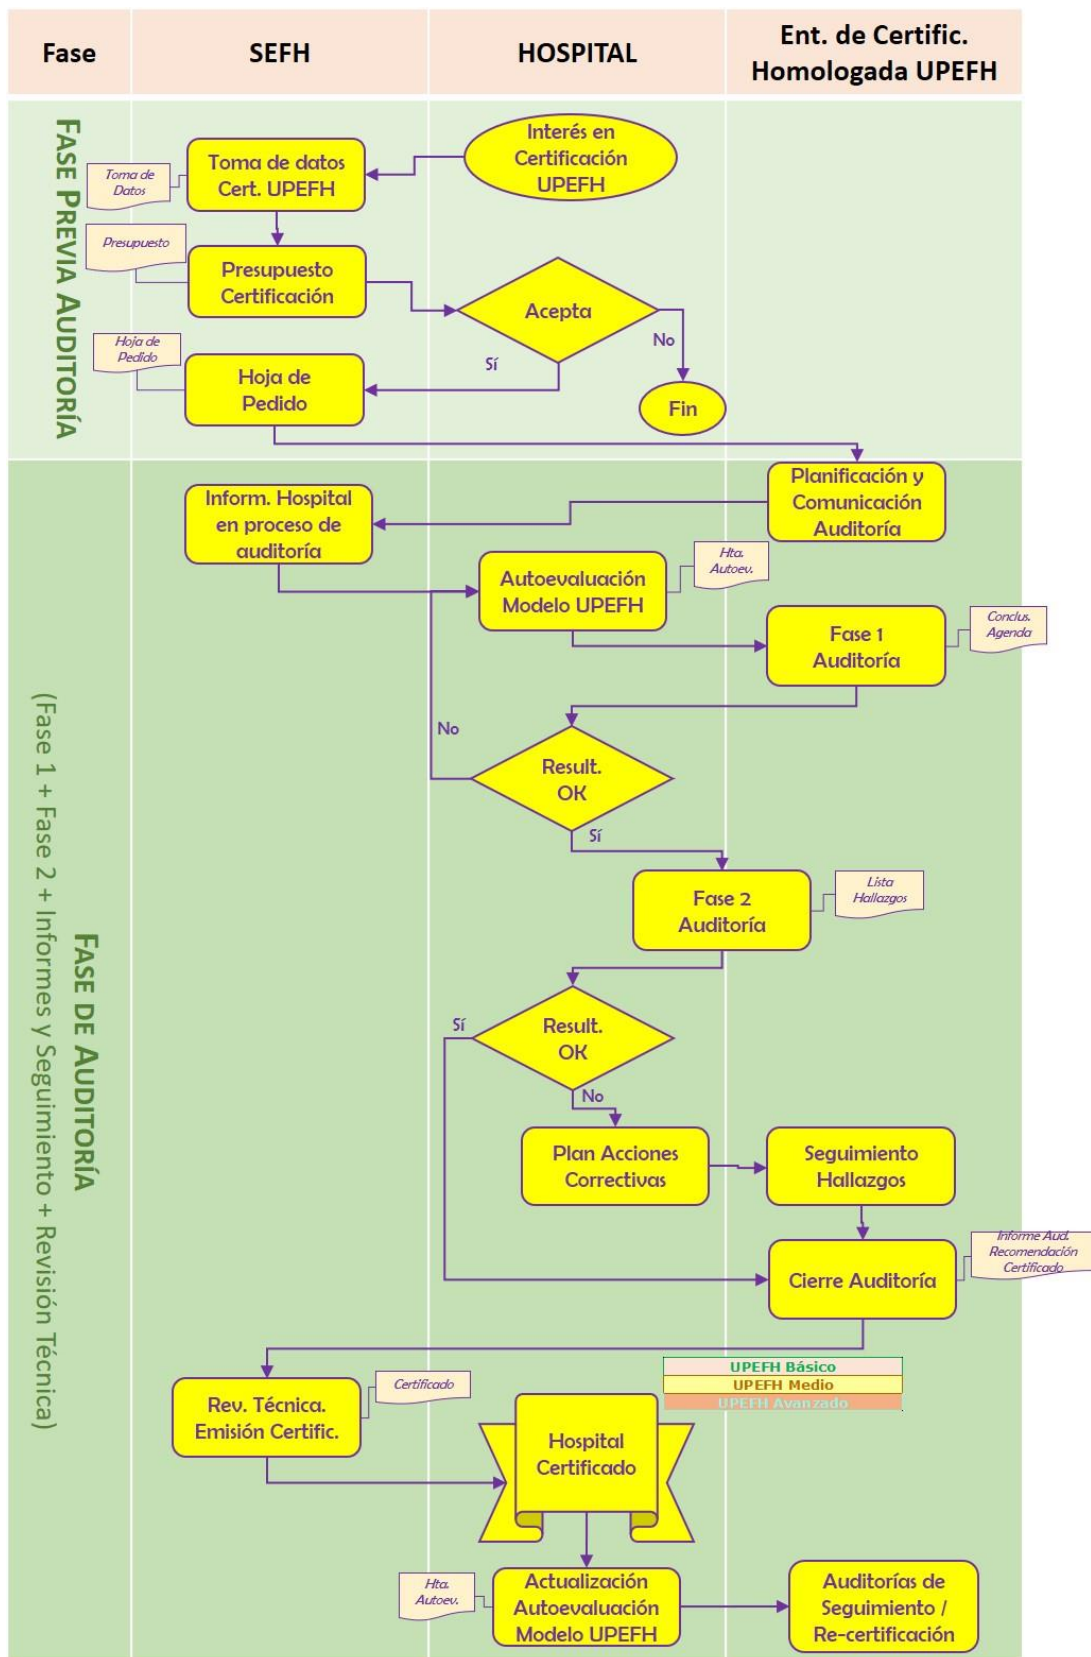 Fase
SEFH
HOSPITAL
Ent. de Certific.
Homologada UPEFH
FASE PREVIA AUDITORÍA
Interés en
Certificación
UPEFH
Toma de datos
Cert. UPEFH
Toma de
Datos
Presupuesto
Presupuesto
Certificación
Acepta
No
Sí
Hoja de
Pedido
Hoja de
Pedido
Fin
FASE DE AUDITORÍA
(Fase 1 + Fase 2 + Informes y Seguimiento + Revisión Técnica)
Planificación y
Comunicación
Auditoría
Inform. Hospital
en proceso de
auditoría
Autoevaluación
Modelo UPEFH
Hta.
Autoev.
Fase 1
Auditoría
Conclus.
Agenda
No
Result.
OK
Sí
Fase 2
Auditoría
Lista
Hallazgos
Sí
Result.
OK
No
Plan Acciones
Correctivas
Seguimiento
Hallazgos
Cierre Auditoría
Informe Aud.
Recomendación
Certificado
UPEFH Básico
UPEFH Medio
UPEFH Avanzado
Rev. Técnica.
Emisión Certific.
Certificado
Hospital
Certificado
Hta.
Autoev.
Actualización
Autoevaluación
Modelo UPEFH
Auditorías de
Seguimiento /
Re-certificación